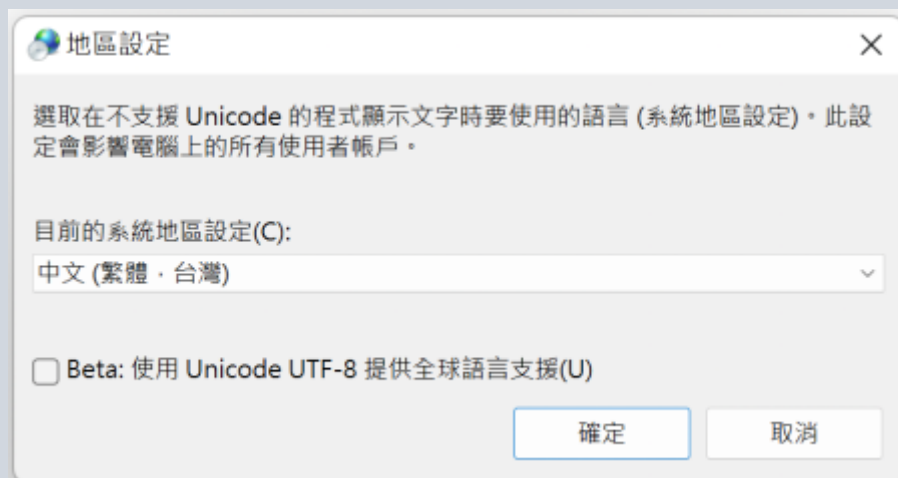 地區設定
選取在不支援 Unicode 的程式顯示文字時要使用的語言 (系統地區設定)。此設
定會影響電腦上的所有使用者帳戶。
目前的系統地區設定(C):
中文 (繁體，台灣)
Beta: 使用 Unicode UTF-8 提供全球語言支援(U)
確定
取消